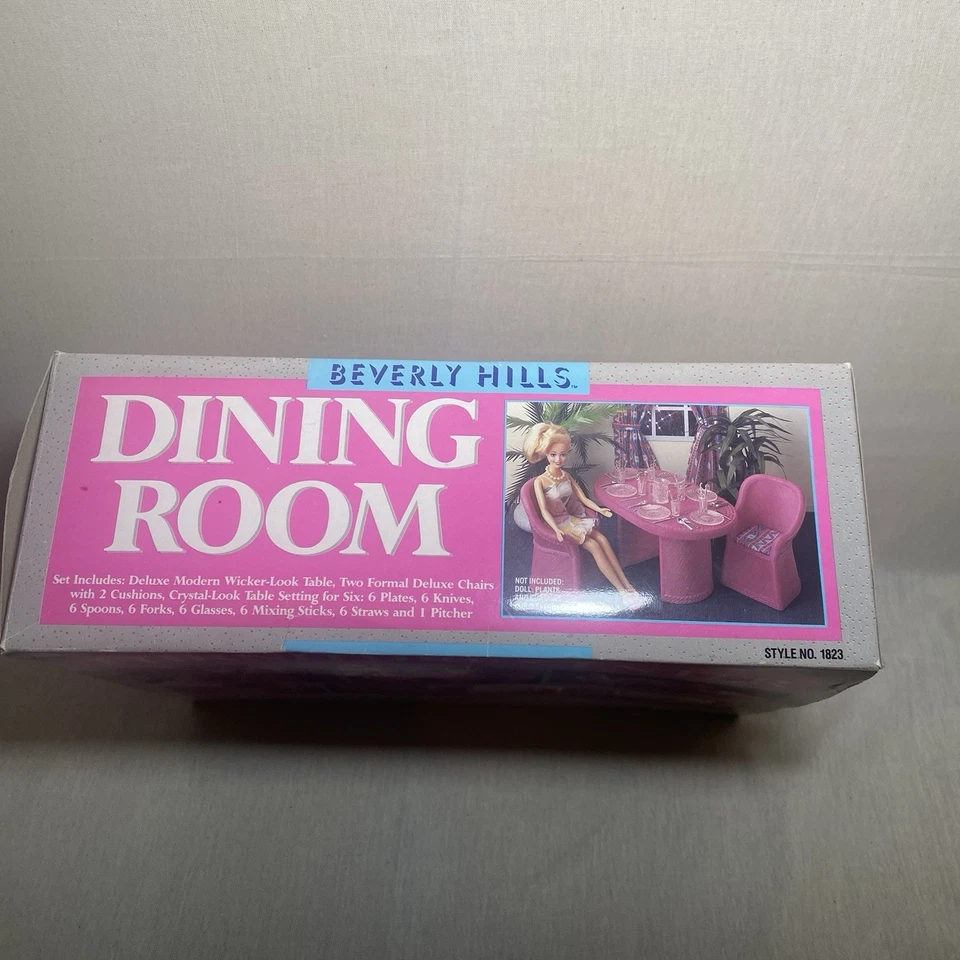 BEVERLY HILLS™
DINING
ROOM
Set Includes: Deluxe Modern Wicker-Look Table, Two Formal Deluxe Chairs
with 2 Cushions, Crystal-Look Table Setting for Six: 6 Plates, 6 Knives,
6 Spoons, 6 Forks, 6 Glasses, 6 Mixing Sticks, 6 Straws and 1 Pitcher
NOT INCLUDED:
DOLL, PLANTS
STYLE NO. 1823